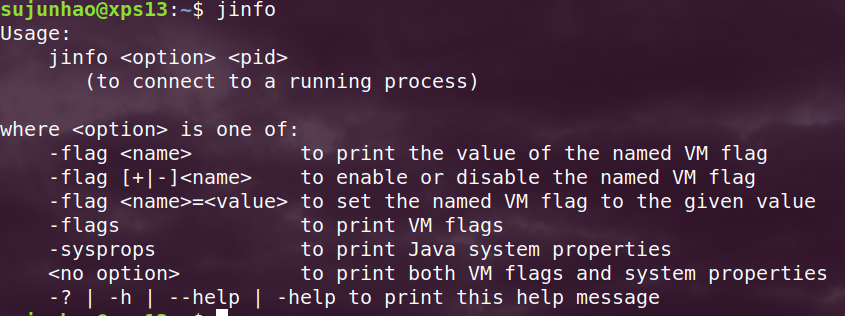 sujunhao@xps13:~$ jinfo
Usage:
    jinfo <option> <pid>
       (to connect to a running process)

where <option> is one of:
    -flag <name>         to print the value of the named VM flag
    -flag [+|-]<name>    to enable or disable the named VM flag
    -flag <name>=<value> to set the named VM flag to the given value
    -flags               to print VM flags
    -sysprops            to print Java system properties
    <no option>          to print both VM flags and system properties
    -? | -h | --help | -help to print this help message
sujunhao@xps13:~$